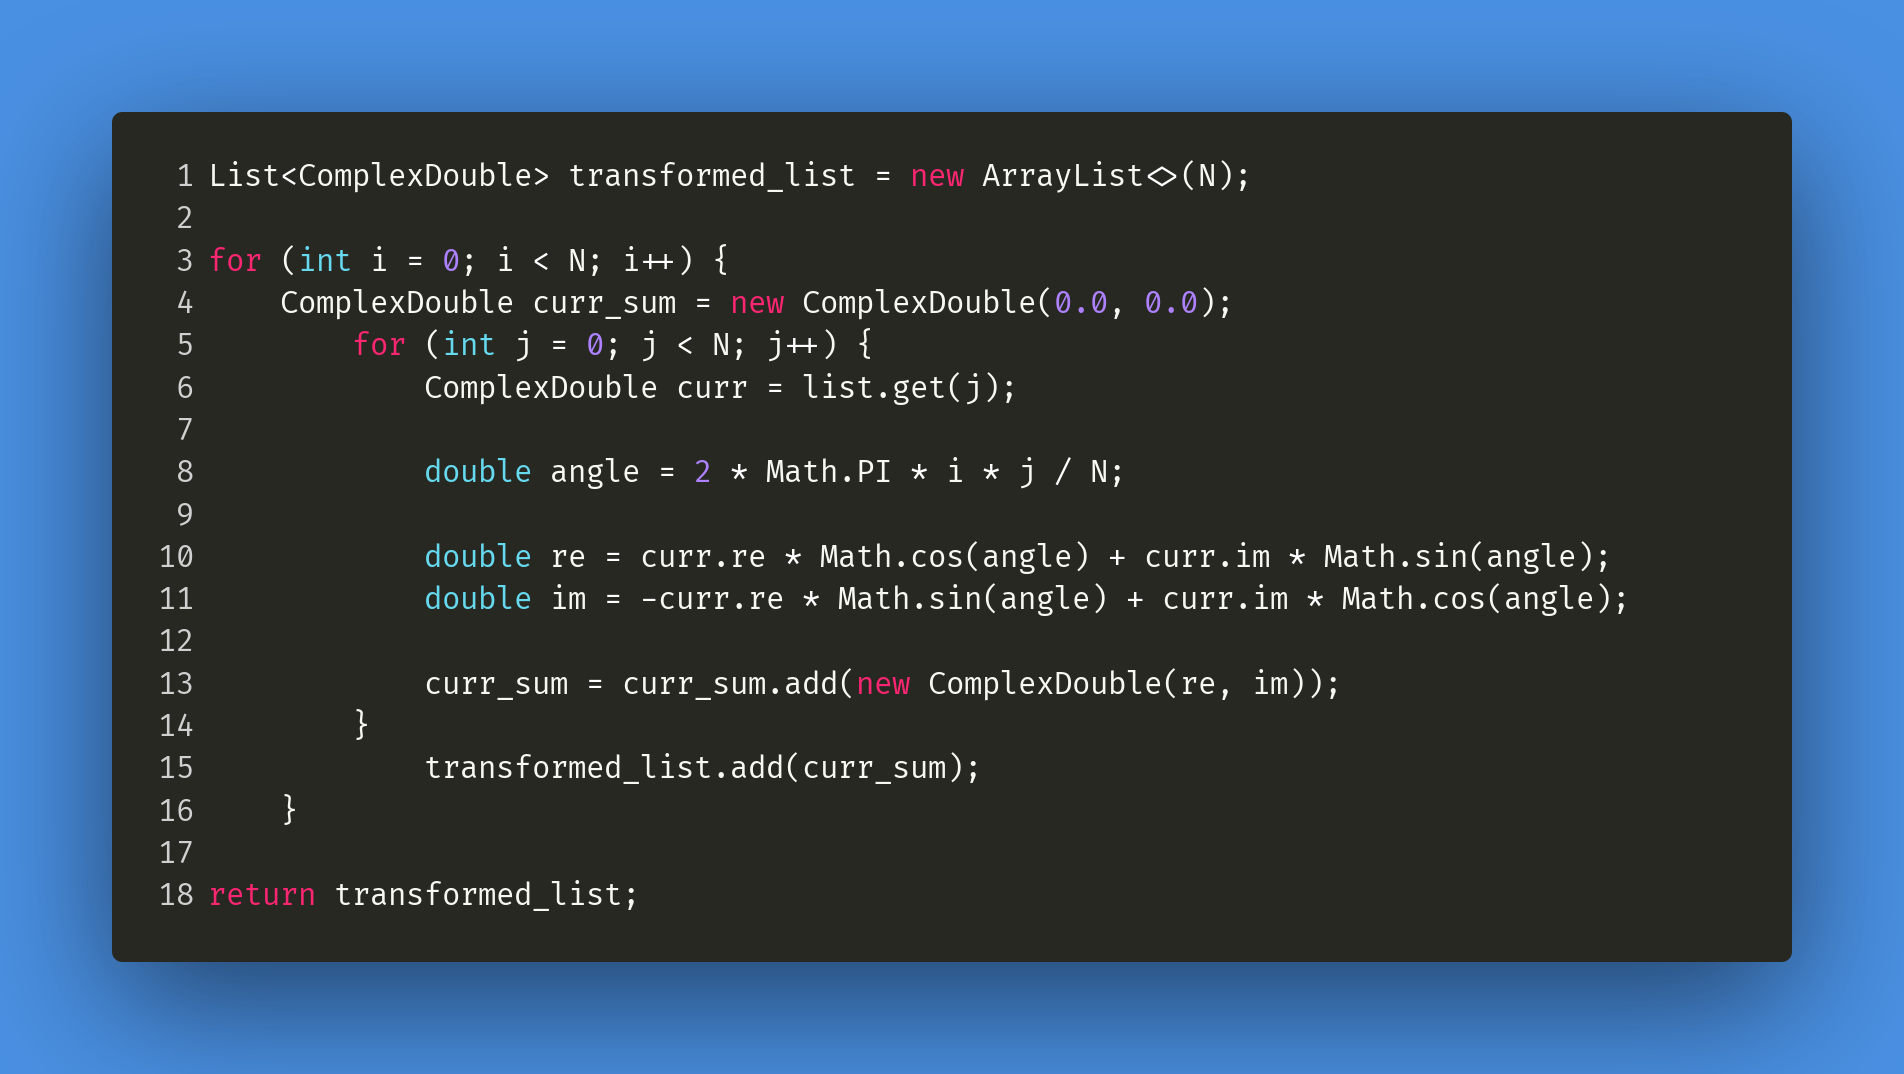 1 List<ComplexDouble> transformed_list = new ArrayList<>(N);
2
3 for (int i = 0; i < N; i++) {
4     ComplexDouble curr_sum = new ComplexDouble(0.0, 0.0);
5         for (int j = 0; j < N; j++) {
6             ComplexDouble curr = list.get(j);
7
8             double angle = 2 * Math.PI * i * j / N;
9
10             double re = curr.re * Math.cos(angle) + curr.im * Math.sin(angle);
11             double im = -curr.re * Math.sin(angle) + curr.im * Math.cos(angle);
12
13             curr_sum = curr_sum.add(new ComplexDouble(re, im));
14         }
15             transformed_list.add(curr_sum);
16     }
17
18 return transformed_list;